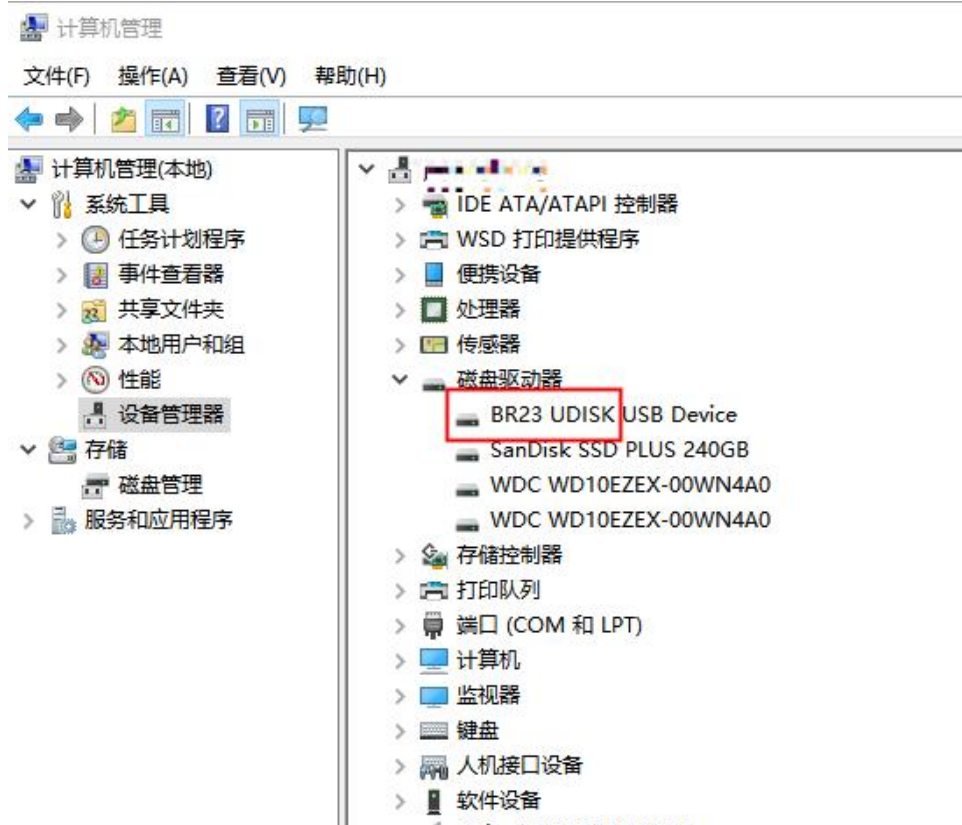 计算机管理
文件(F) 操作(A) 查看(V) 帮助(H)
计算机管理(本地)
系统工具
任务计划程序
事件查看器
共享文件夹
本地用户和组
性能
设备管理器
存储
磁盘管理
服务和应用程序
IDE ATA/ATAPI 控制器
WSD 打印提供程序
便携设备
处理器
传感器
磁盘驱动器
BR23 UDISK USB Device
SanDisk SSD PLUS 240GB
WDC WD10EZEX-00WN4A0
WDC WD10EZEX-00WN4A0
存储控制器
打印队列
端口 (COM 和 LPT)
计算机
监视器
键盘
人机接口设备
软件设备